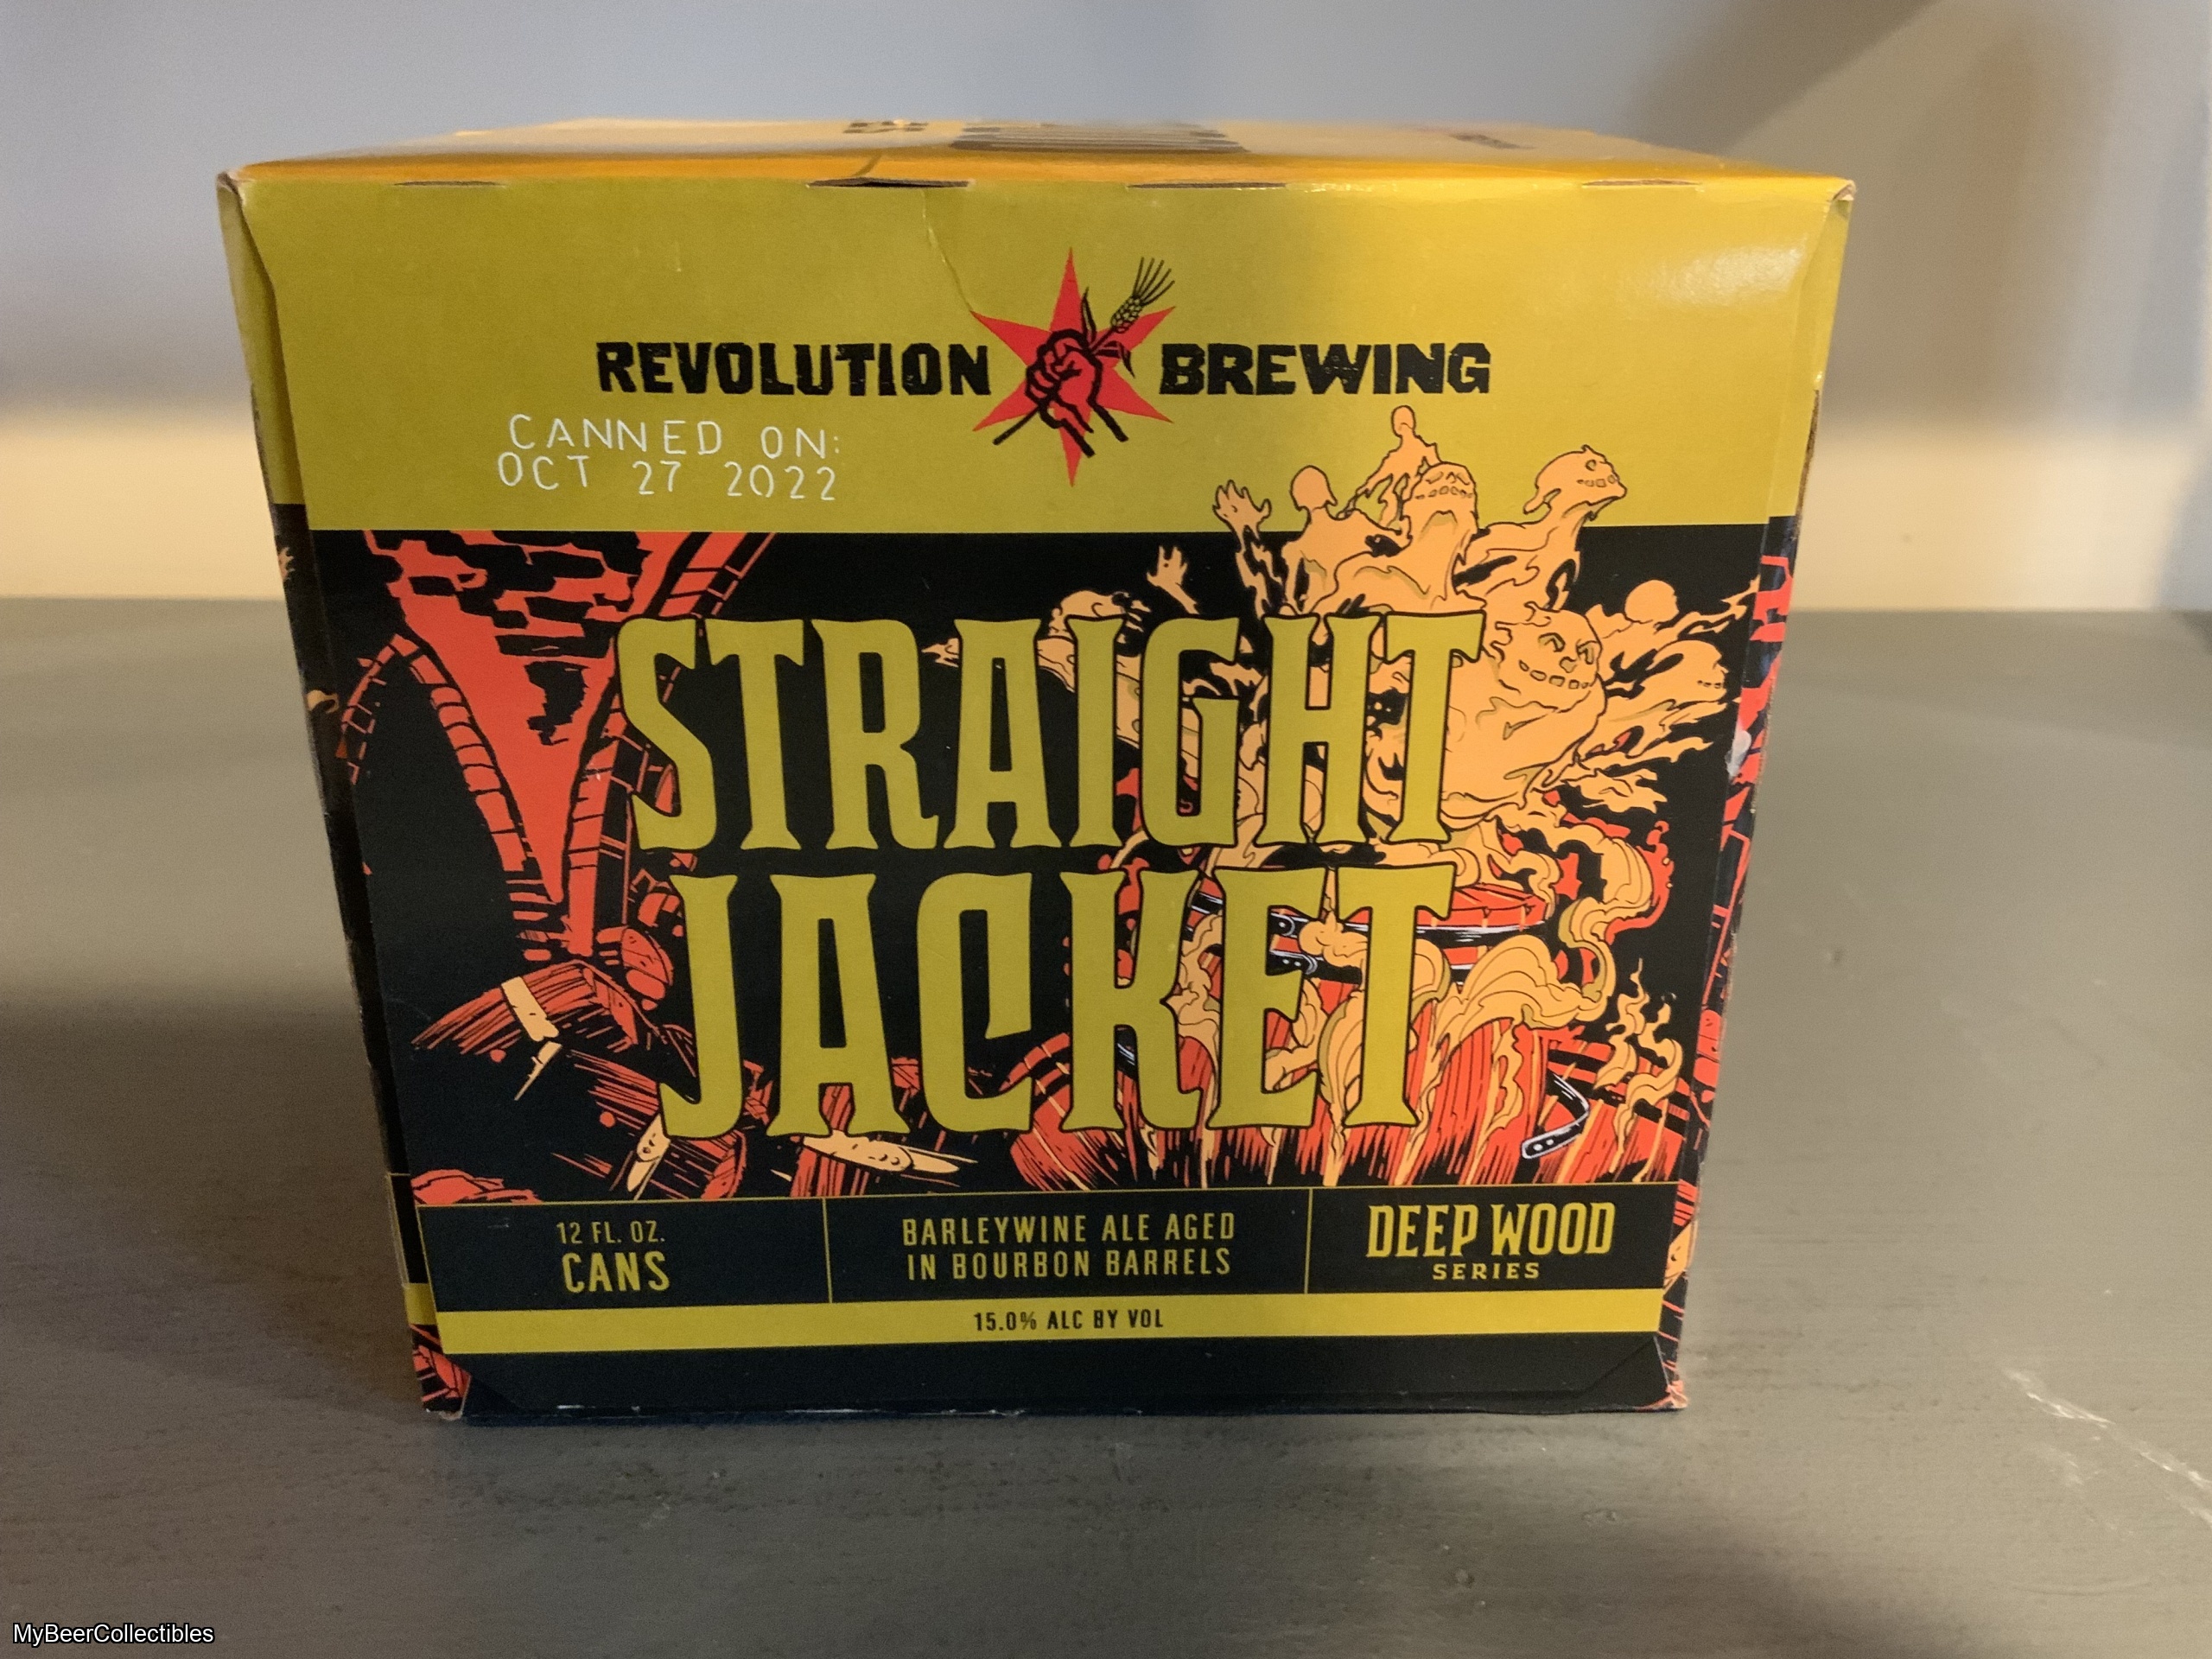 REVOLUTION BREWING
CANNED ON:
OCT 27 2022
STRAIGHT
JACKET
12 FL. OZ.
CANS
BARLEYWINE ALE AGED
IN BOURBON BARRELS
DEEP WOOD
SERIES
15.0% ALC BY VOL
MyBeerCollectibles